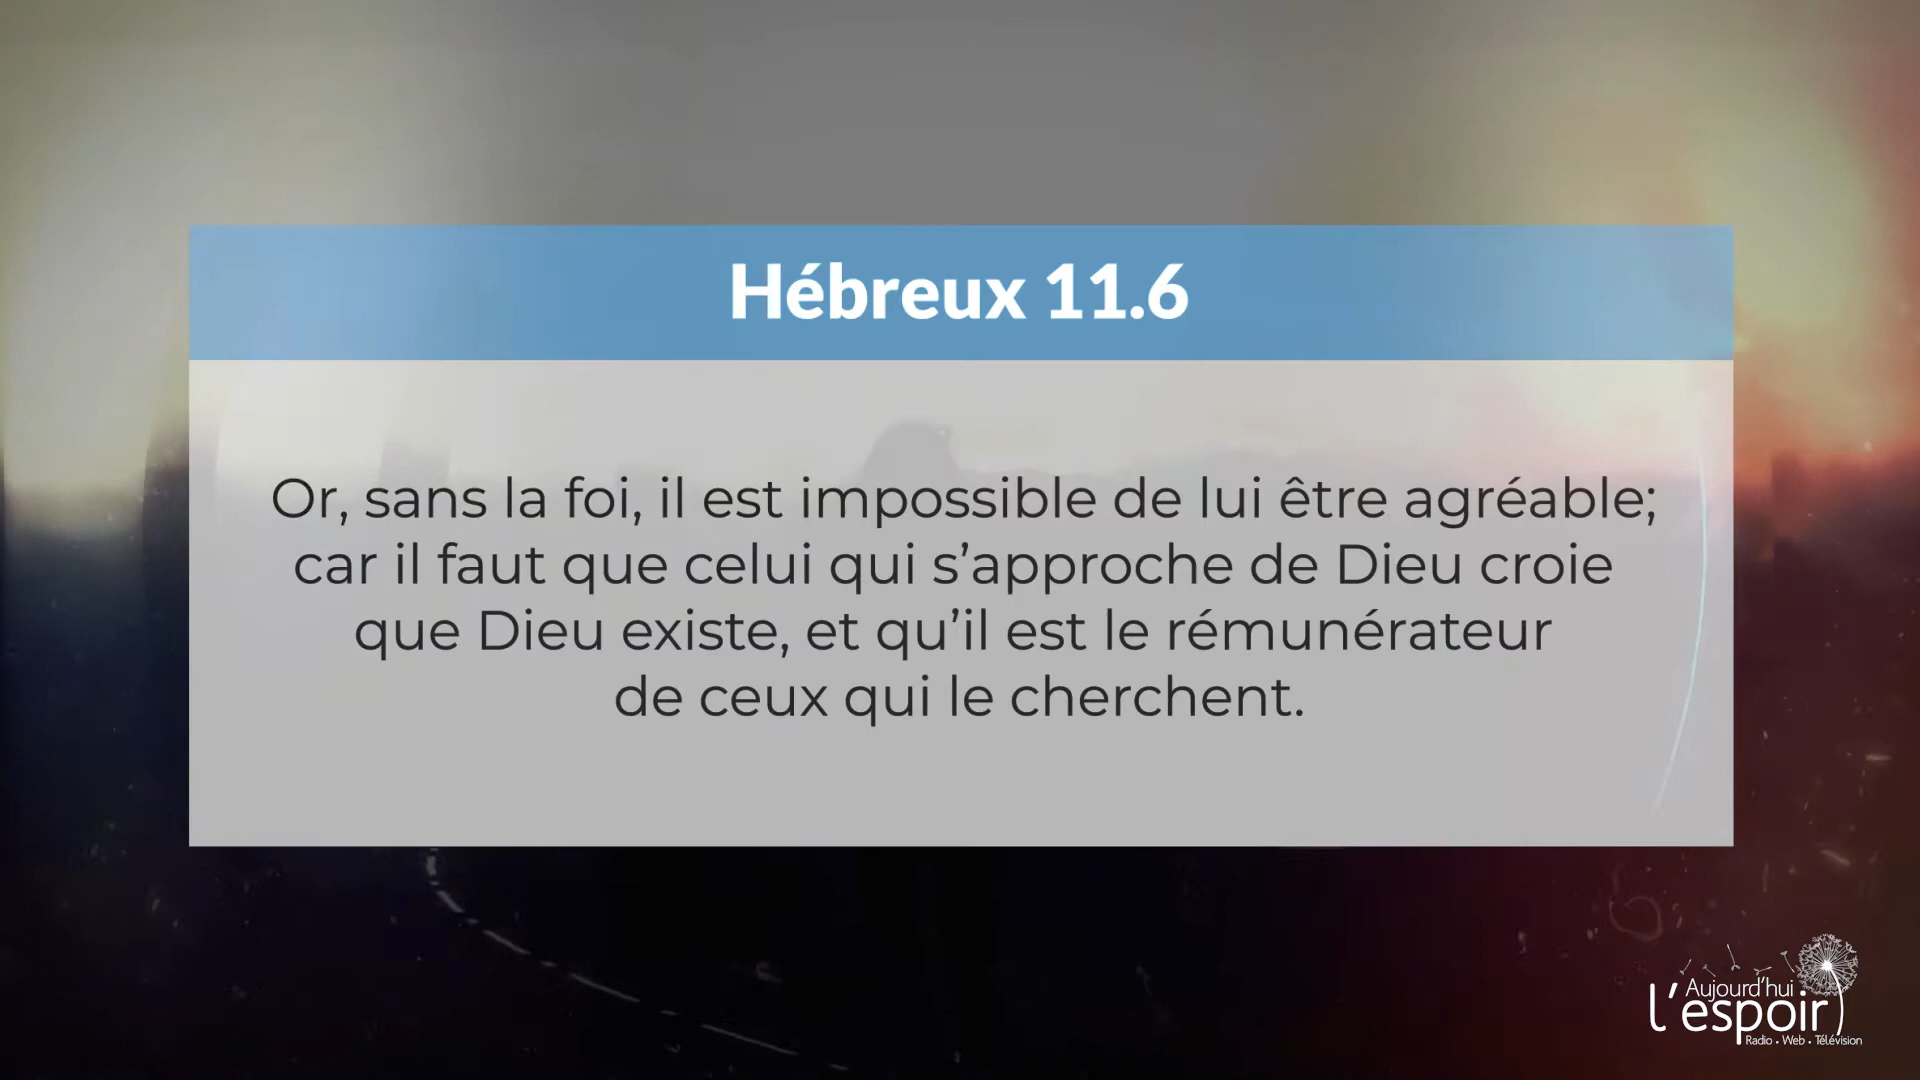 Hébreux 11.6
Or, sans la foi, il est impossible de lui être agréable;
car il faut que celui qui s’approche de Dieu croie
que Dieu existe, et qu’il est le rémunérateur
de ceux qui le cherchent.
Aujourd'hui
l'espoir
Radio • Web • Télévision